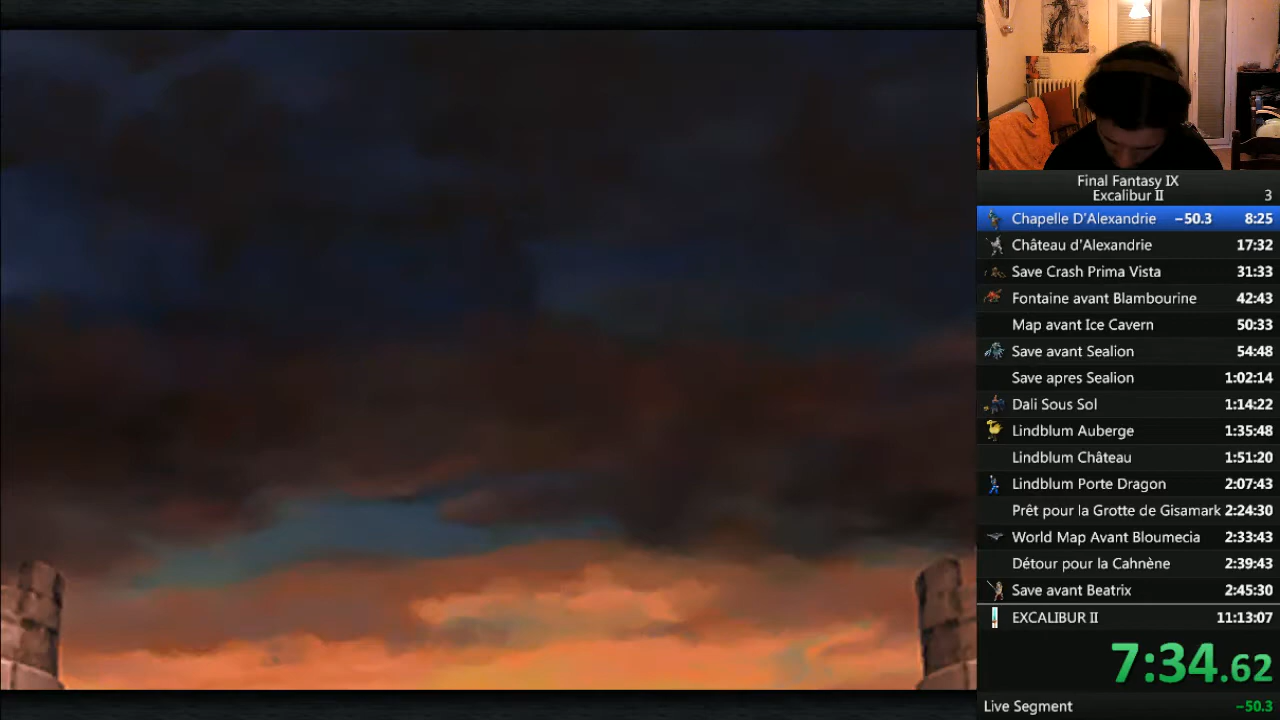 Final Fantasy IX
Excalibur II 3
Chapelle D'Alexandrie −50.3 8:25
Château d'Alexandrie 17:32
Save Crash Prima Vista 31:33
Fontaine avant Blambourine 42:43
Map avant Ice Cavern 50:33
Save avant Sealion 54:48
Save apres Sealion 1:02:14
Dali Sous Sol 1:14:22
Lindblum Auberge 1:35:48
Lindblum Château 1:51:20
Lindblum Porte Dragon 2:07:43
Prêt pour la Grotte de Gisamark 2:24:30
World Map Avant Bloumecia 2:33:43
Détour pour la Cahnène 2:39:43
Save avant Beatrix 2:45:30
EXCALIBUR II 11:13:07
7:34.62
Live Segment −50.3